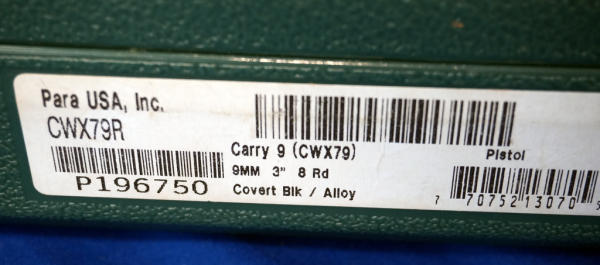 Para USA, Inc.
CWX79R
P196750
Carry 9 (CWX79)
Pistol
9MM 3" 8 Rd
Covert Blk / Alloy
7 70752 13070 5